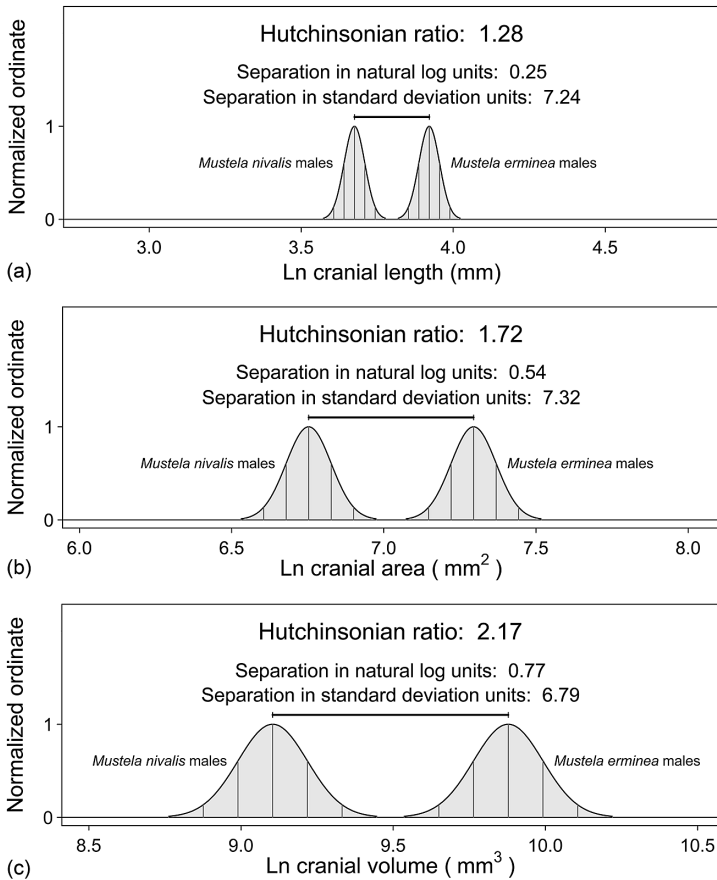 Hutchinsonian ratio: 1.28
Separation in natural log units: 0.25
Separation in standard deviation units: 7.24
Normalized ordinate
1
0
Mustela nivalis males
Mustela erminea males
3.0 3.5 4.0 4.5
Ln cranial length (mm)
(a)
Hutchinsonian ratio: 1.72
Separation in natural log units: 0.54
Separation in standard deviation units: 7.32
Normalized ordinate
1
0
Mustela nivalis males
Mustela erminea males
6.0 6.5 7.0 7.5 8.0
Ln cranial area ( mm² )
(b)
Hutchinsonian ratio: 2.17
Separation in natural log units: 0.77
Separation in standard deviation units: 6.79
Normalized ordinate
1
0
Mustela nivalis males
Mustela erminea males
8.5 9.0 9.5 10.0 10.5
Ln cranial volume ( mm³ )
(c)